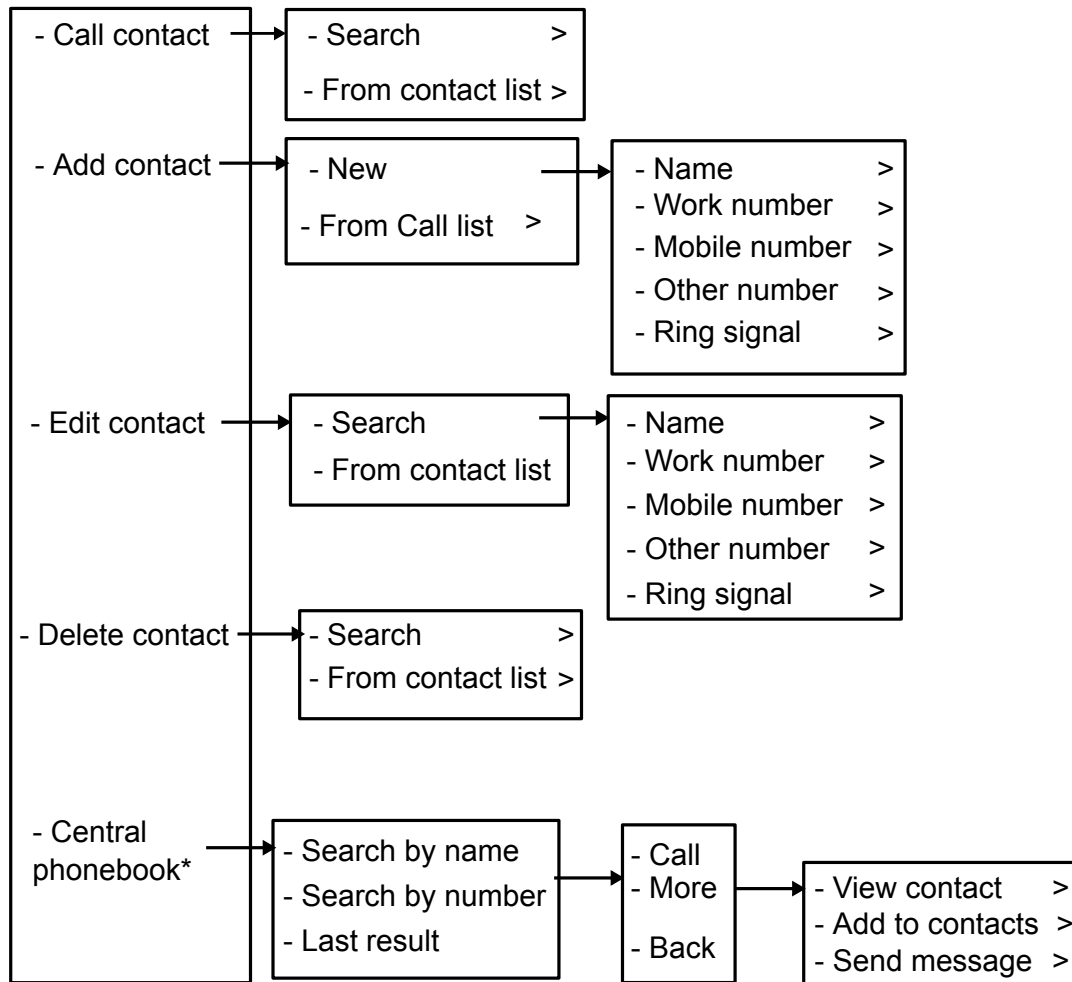 - Call contact
- Search >
- From contact list >
- Add contact
- New
- From Call list >
- Name >
- Work number >
- Mobile number >
- Other number >
- Ring signal >
- Edit contact
- Search
- From contact list
- Name >
- Work number >
- Mobile number >
- Other number >
- Ring signal >
- Delete contact
- Search >
- From contact list >
- Central
phonebook*
- Search by name
- Search by number
- Last result
- Call
- More
- Back
- View contact >
- Add to contacts >
- Send message >